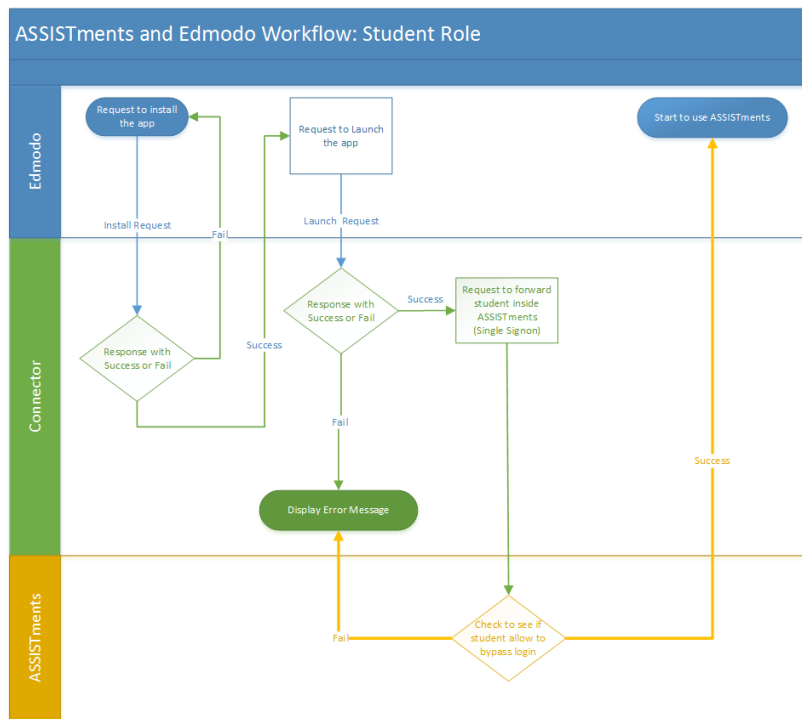 ASSISTments and Edmodo Workflow: Student Role
Edmodo
Request to install
the app
Request to Launch
the app
Start to use ASSISTments
Install Request
Fail
Launch Request
Connector
Response with
Success or Fail
Success
Response with
Success or Fail
Success
Request to forward
student inside
ASSISTments
(Single Signon)
Fail
Success
Display Error Message
ASSISTments
Fail
Check to see if
student allow to
bypass login